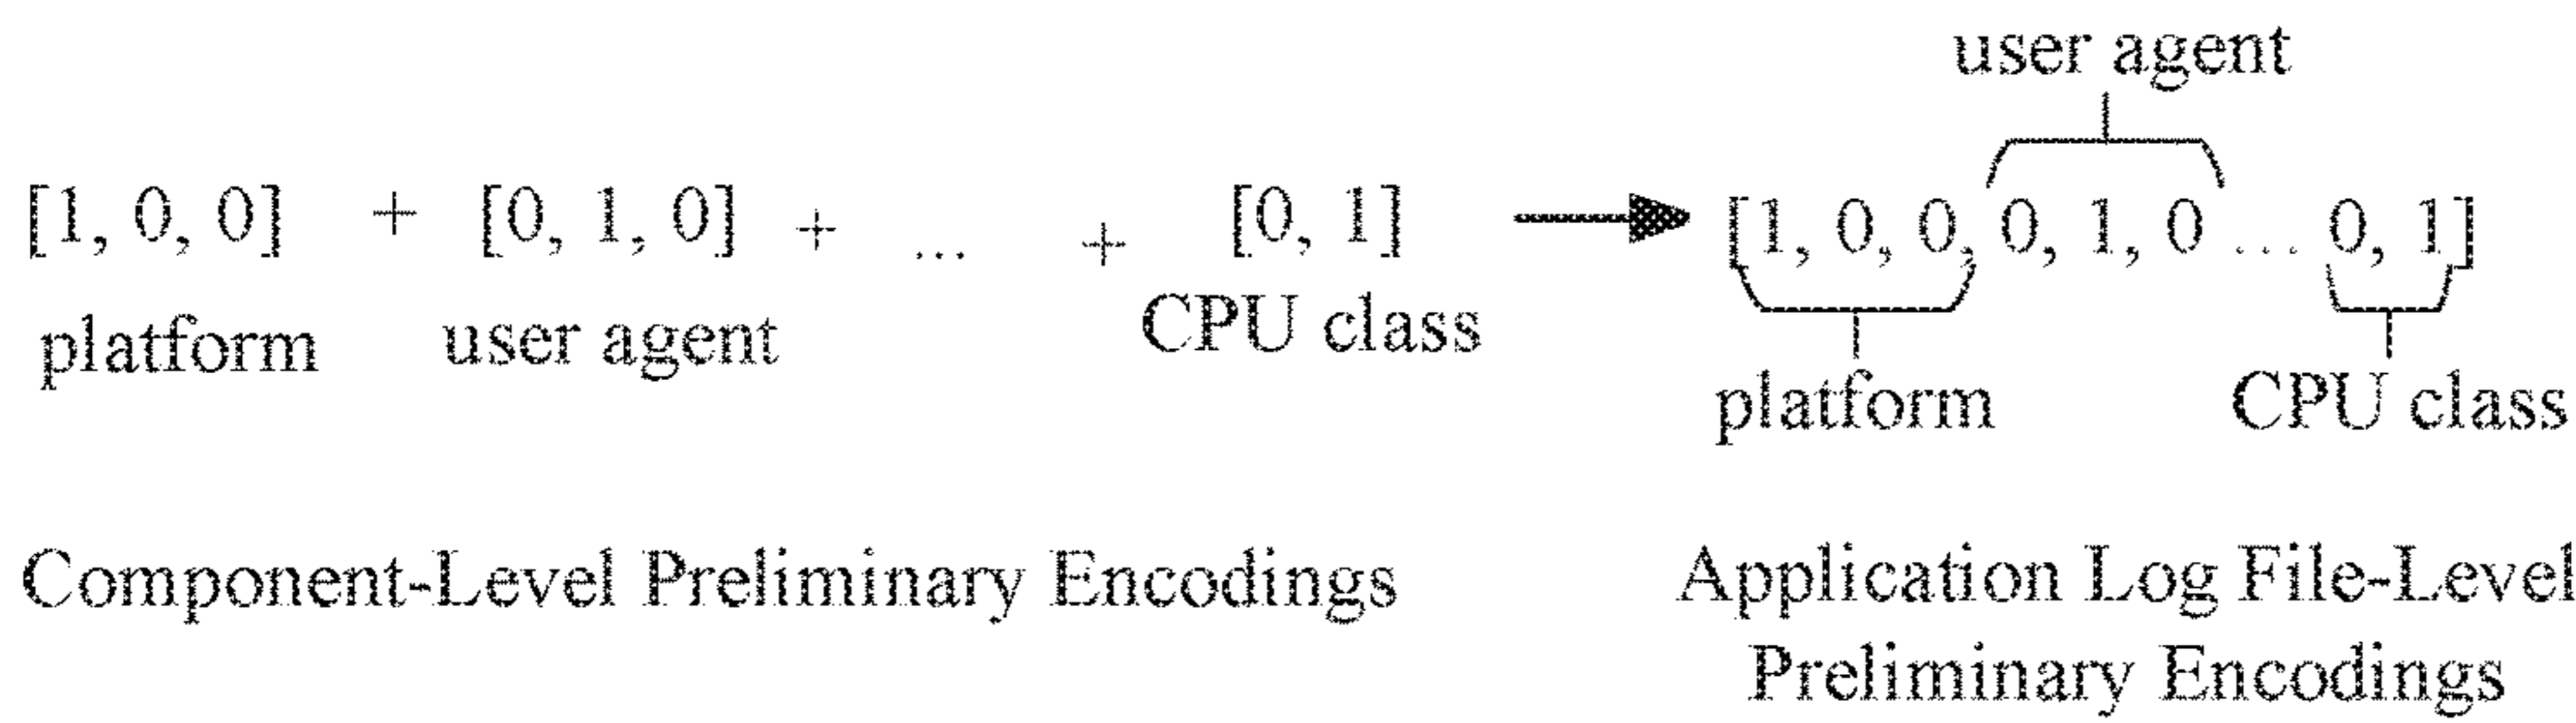 user agent
[1, 0, 0] + [0, 1, 0] + ... + [0, 1] [1, 0, 0, 0, 1, 0 ... 0, 1]
platform user agent CPU class
platform CPU class
Component-Level Preliminary Encodings
Application Log File-Level
Preliminary Encodings